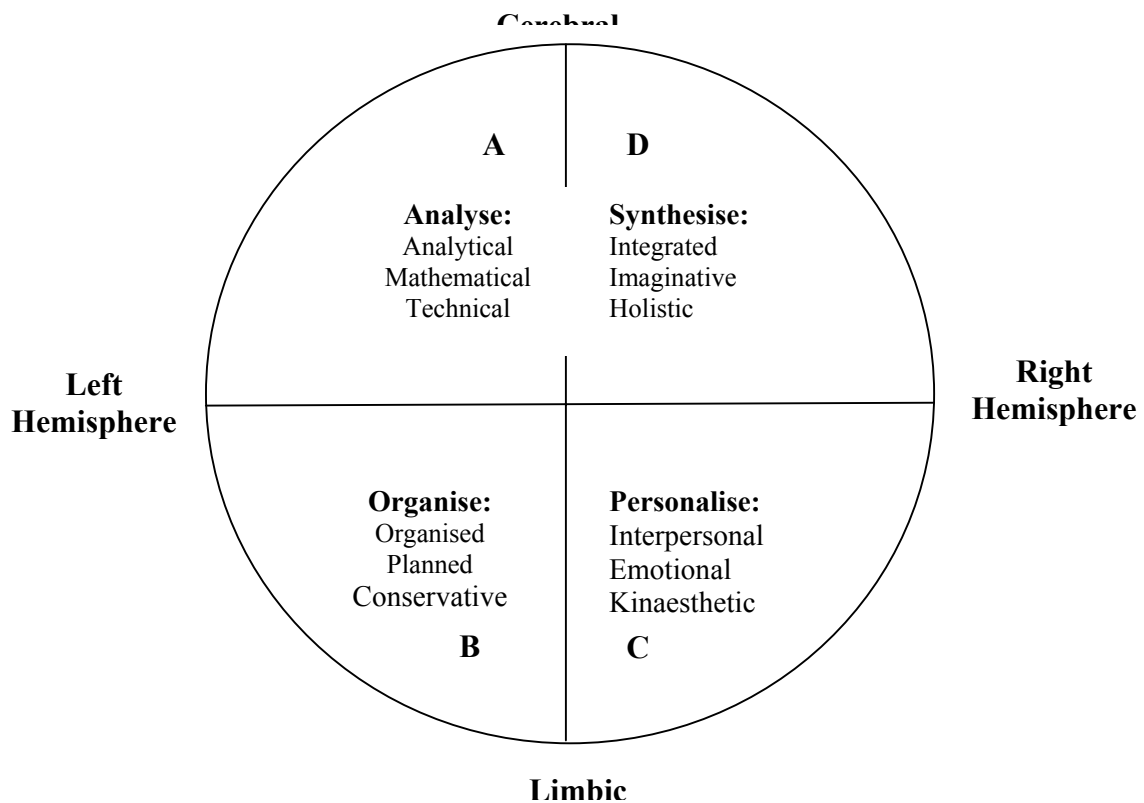 Cerebral
A
D
Analyse:
Analytical
Mathematical
Technical
Synthesise:
Integrated
Imaginative
Holistic
Left
Hemisphere
Right
Hemisphere
Organise:
Organised
Planned
Conservative
B
Personalise:
Interpersonal
Emotional
Kinaesthetic
C
Limbic